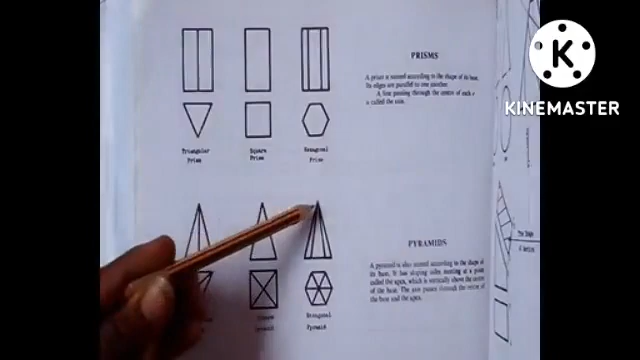 PRISMS
A prism is named according to the shape of its base.
Its edges are parallel to one another.
A line passing through the centre of each
is called the axis.
Triangular
Prism
Square
Prism
Hexagonal
Prism
PYRAMIDS
A pyramid is also named according to the shape of
its base. It has sloping sides meeting at a point
called the apex, which is vertically above the centre
of the base. The axis passes through the centre of
the base and the apex.
Square
Pyramid
Hexagonal
Pyramid
K
KINEMASTER